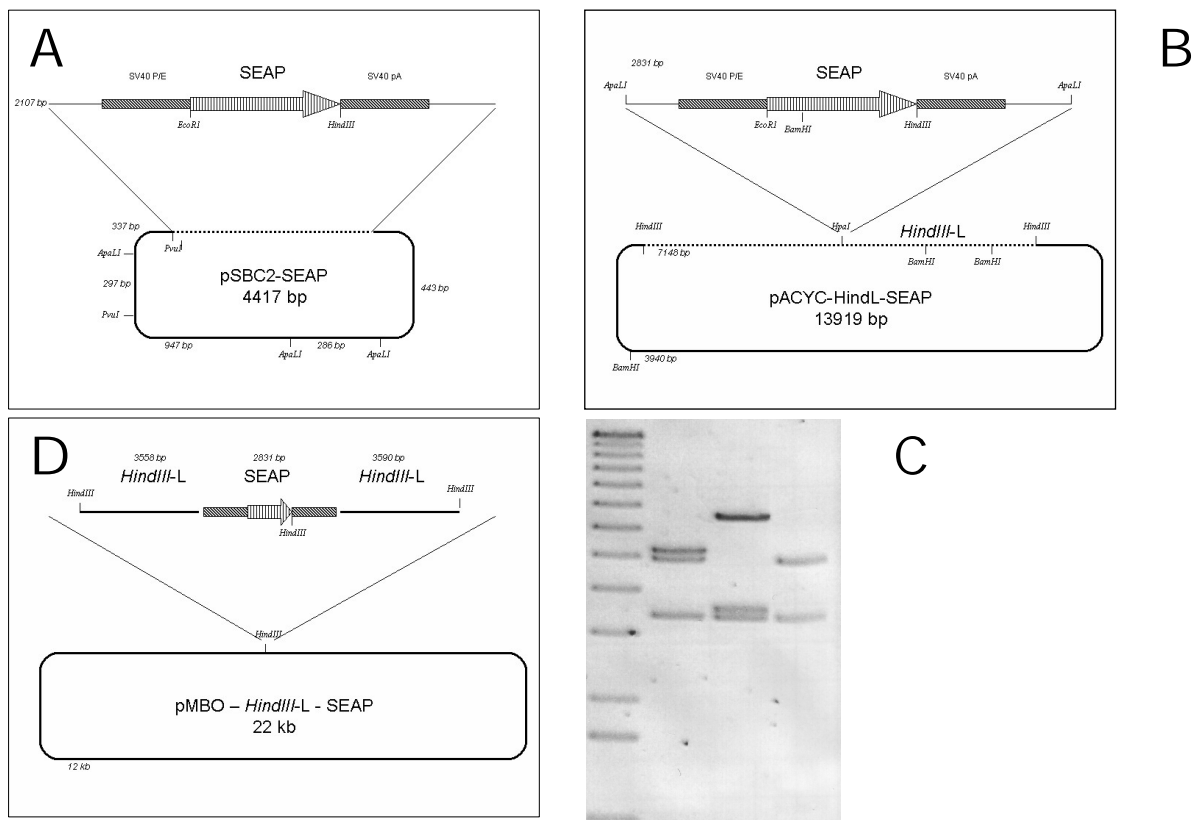 A
SV40 P/E
SEAP
SV40 pA
2107 bp
EcoRI
HindIII
337 bp
PvuI
ApaLI
297 bp
PvuI
pSBC2-SEAP
4417 bp
443 bp
947 bp
286 bp
ApaLI
ApaLI
B
2831 bp
ApaLI
SV40 P/E
SEAP
SV40 pA
ApaLI
EcoRI
BamHI
HindIII
HindIII
HpaI
HindIII-L
HindIII
7148 bp
BamHI
BamHI
pACYC-HindL-SEAP
13919 bp
3940 bp
BamHI
D
3558 bp
2831 bp
3590 bp
HindIII-L
SEAP
HindIII-L
HindIII
HindIII
HindIII
HindIII
pMBO – HindIII-L - SEAP
22 kb
12 kb
C